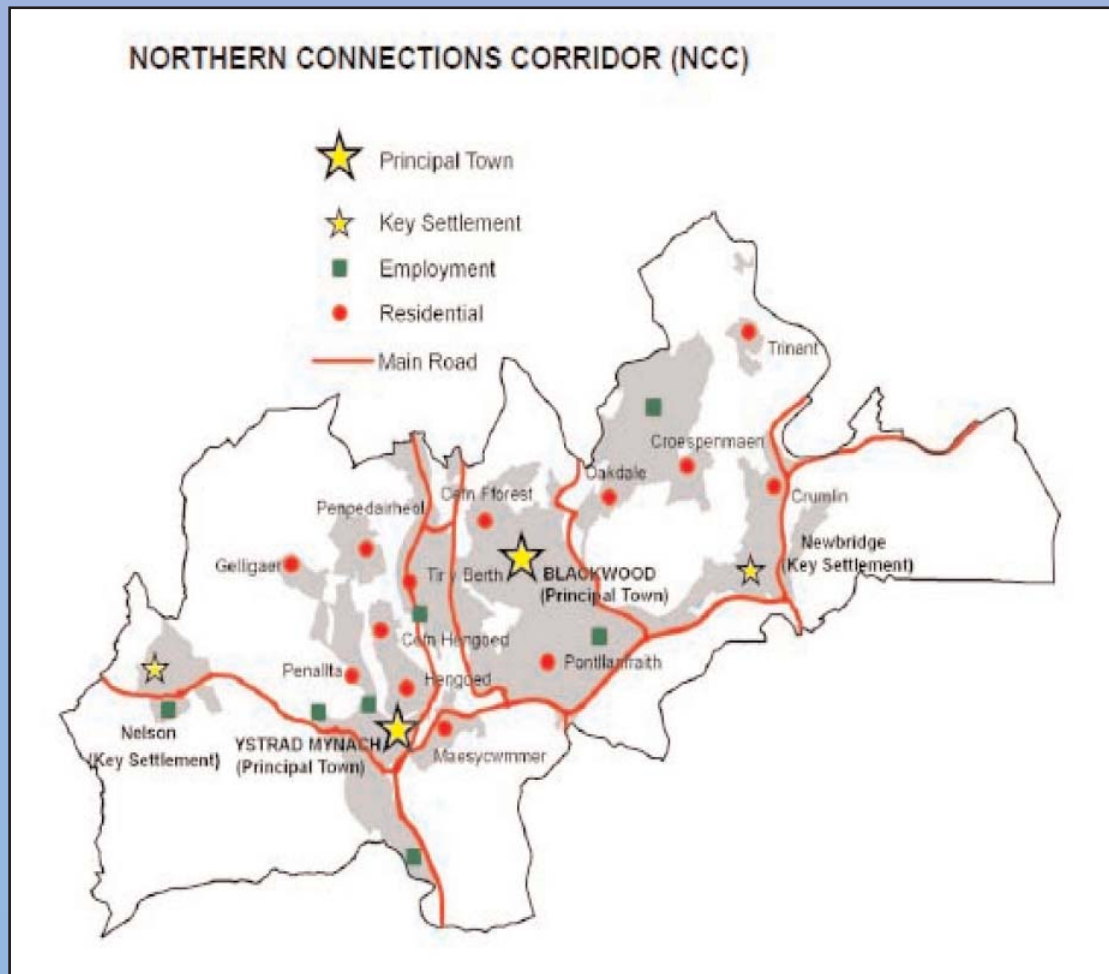 NORTHERN CONNECTIONS CORRIDOR (NCC)
Principal Town
Key Settlement
Employment
Residential
Main Road
Trinant
Croespenmaen
Oakdale
Cefn Fforest
Crumlin
Penpedairheol
Newbridge
(Key Settlement)
Gelligaer
Tir y Berth
BLACKWOOD
(Principal Town)
Cefn Hengoed
Pontllanfraith
Penallta
Hengoed
Nelson
(Key Settlement)
YSTRAD MYNACH
(Principal Town)
Maesycwmmer